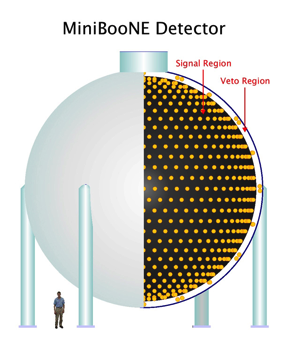 MiniBooNE Detector
Signal Region
Veto Region